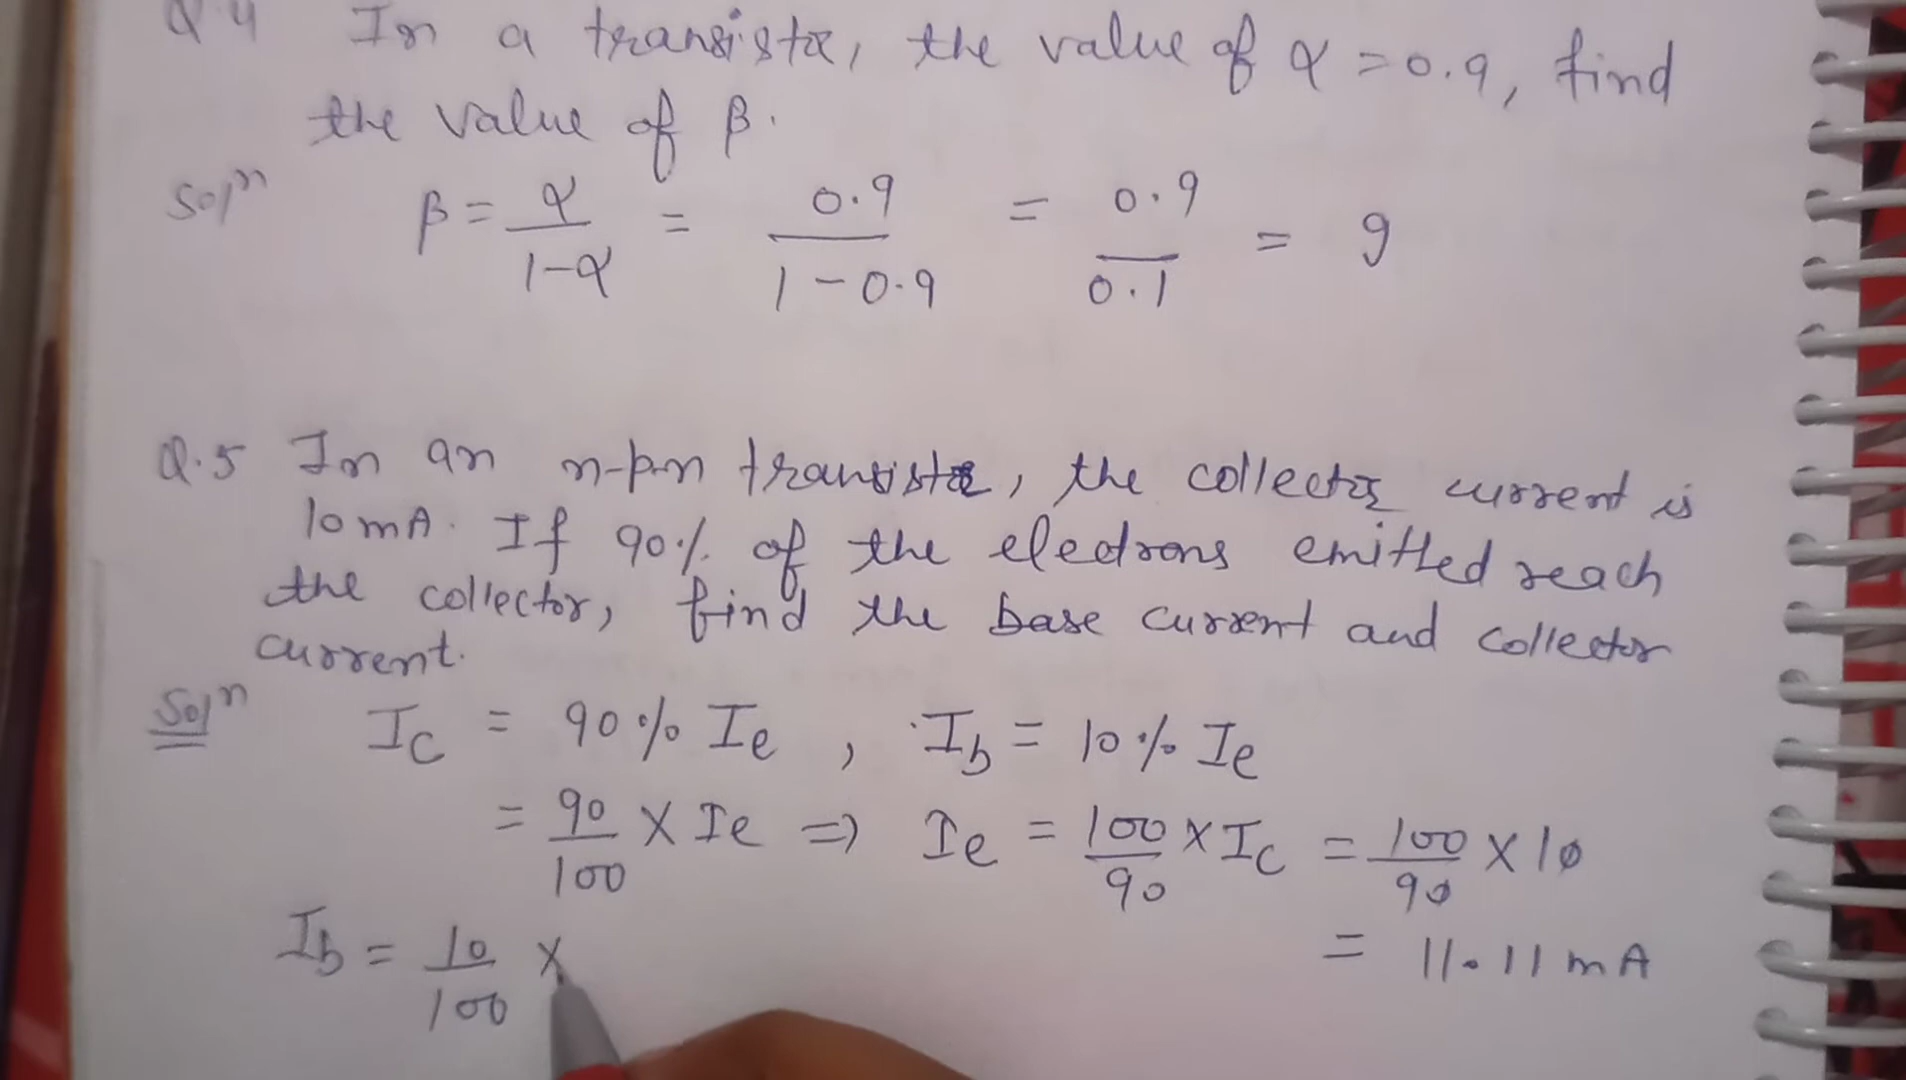 Q.4 In a transistor, the value of α = 0.9, find
the value of β.
Solⁿ β = α/1-α = 0.9/1-0.9 = 0.9/0.1 = 9
Q.5 In an n-p-n transistor, the collector current is
10 mA. If 90% of the electrons emitted reach
the collector, find the base current and collector
current.
Solⁿ Ic = 90% Ie, Ib = 10% Ie
= 90/100 × Ie ⇒ Ie = 100/90 × Ic = 100/90 × 10
Ib = 10/100 × = 11.11 mA